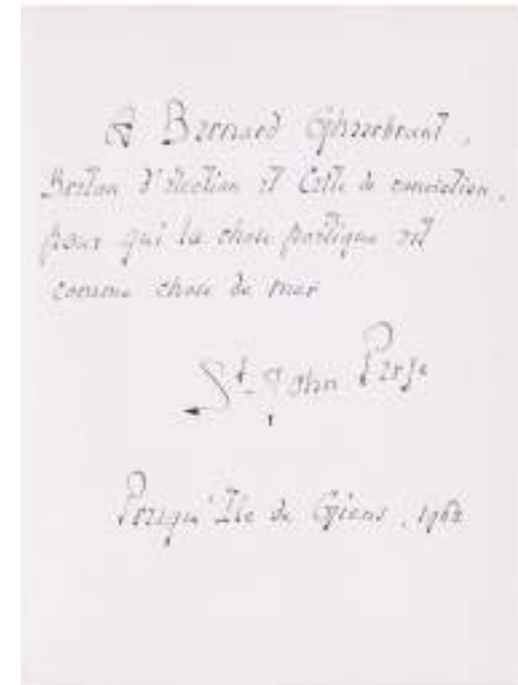 À Bernard Gheerbrant,
Breton d'élection et Celte de conviction,
pour qui la chose poétique est
comme chose de mer
St-John Perse
Presqu'Île de Giens,